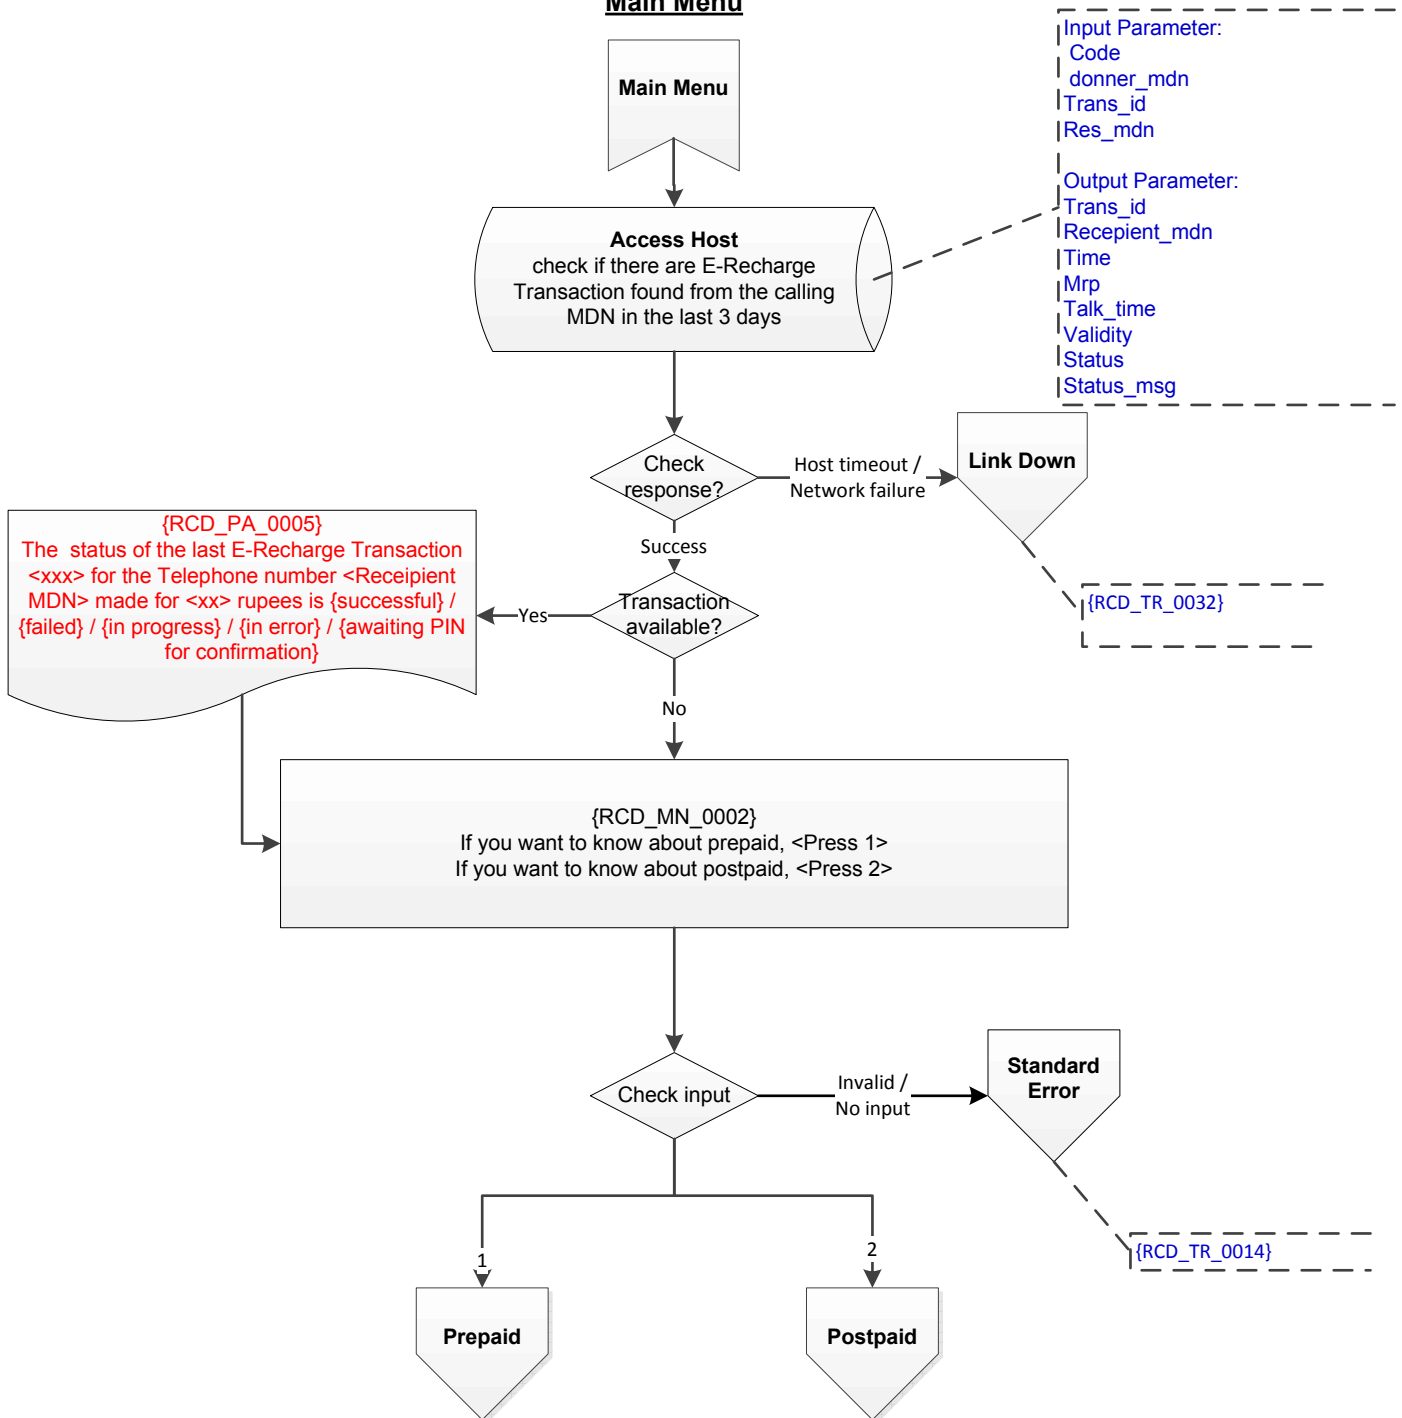 Main Menu
Main Menu
Input Parameter:
Code
donner_mdn
Trans_id
Res_mdn
Output Parameter:
Trans_id
Recepient_mdn
Time
Mrp
Talk_time
Validity
Status
Status_msg
Access Host
check if there are E-Recharge
Transaction found from the calling
MDN in the last 3 days
Check
response?
Host timeout /
Network failure
Link Down
{RCD_TR_0032}
Success
Transaction
available?
Yes
{RCD_PA_0005}
The status of the last E-Recharge Transaction
<xxx> for the Telephone number <Receipient
MDN> made for <xx> rupees is {successful} /
{failed} / {in progress} / {in error} / {awaiting PIN
for confirmation}
No
{RCD_MN_0002}
If you want to know about prepaid, <Press 1>
If you want to know about postpaid, <Press 2>
Check input
Invalid /
No input
Standard
Error
{RCD_TR_0014}
1
2
Prepaid
Postpaid